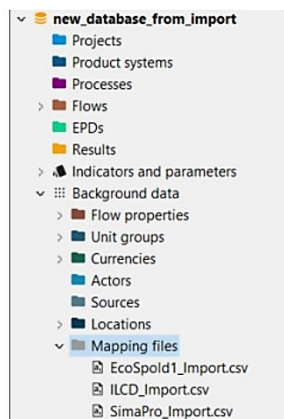 new_database_from_import
Projects
Product systems
Processes
Flows
EPDs
Results
Indicators and parameters
Background data
Flow properties
Unit groups
Currencies
Actors
Sources
Locations
Mapping files
EcoSpold1_Import.csv
ILCD_Import.csv
SimaPro_Import.csv